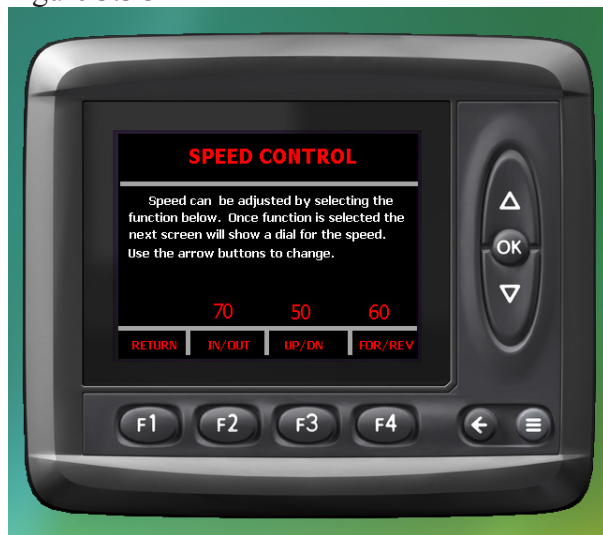 SPEED CONTROL
Speed can be adjusted by selecting the
function below. Once function is selected the
next screen will show a dial for the speed.
Use the arrow buttons to change.
70 50 60
RETURN IN/OUT UP/DN FOR/REV
OK
F1 F2 F3 F4